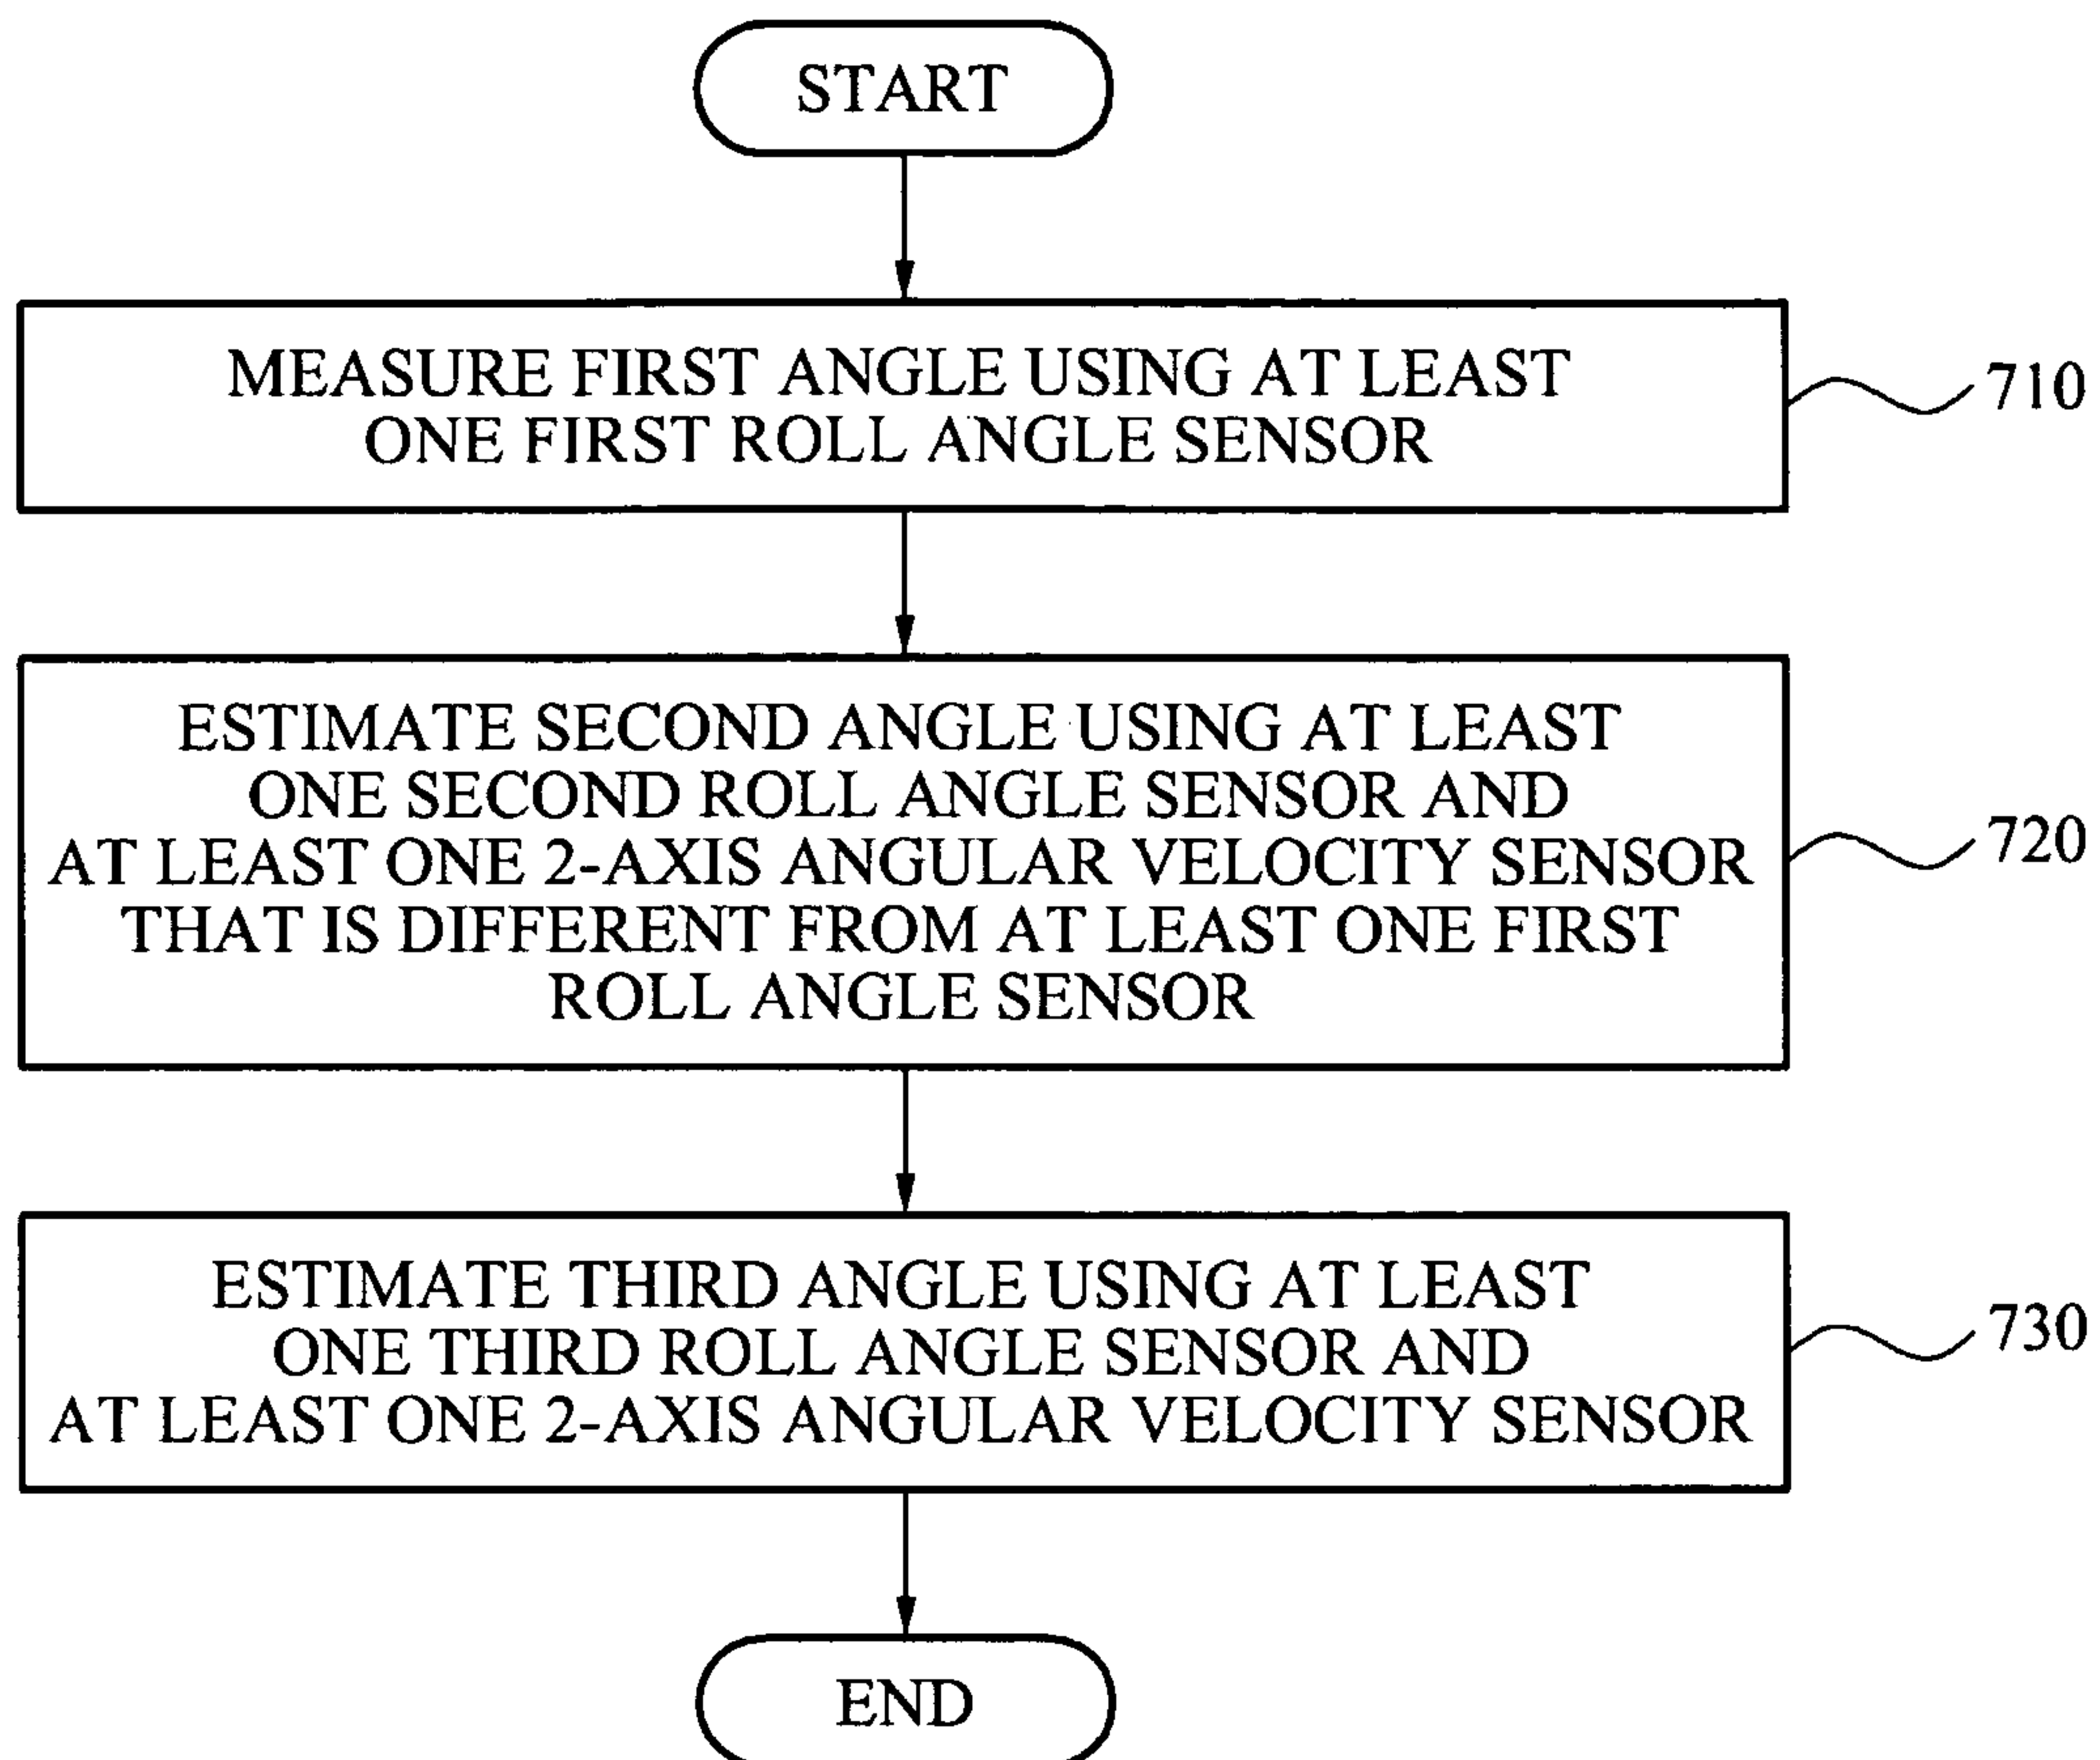 START
MEASURE FIRST ANGLE USING AT LEAST
ONE FIRST ROLL ANGLE SENSOR
710
ESTIMATE SECOND ANGLE USING AT LEAST
ONE SECOND ROLL ANGLE SENSOR AND
AT LEAST ONE 2-AXIS ANGULAR VELOCITY SENSOR
THAT IS DIFFERENT FROM AT LEAST ONE FIRST
ROLL ANGLE SENSOR
720
ESTIMATE THIRD ANGLE USING AT LEAST
ONE THIRD ROLL ANGLE SENSOR AND
AT LEAST ONE 2-AXIS ANGULAR VELOCITY SENSOR
730
END